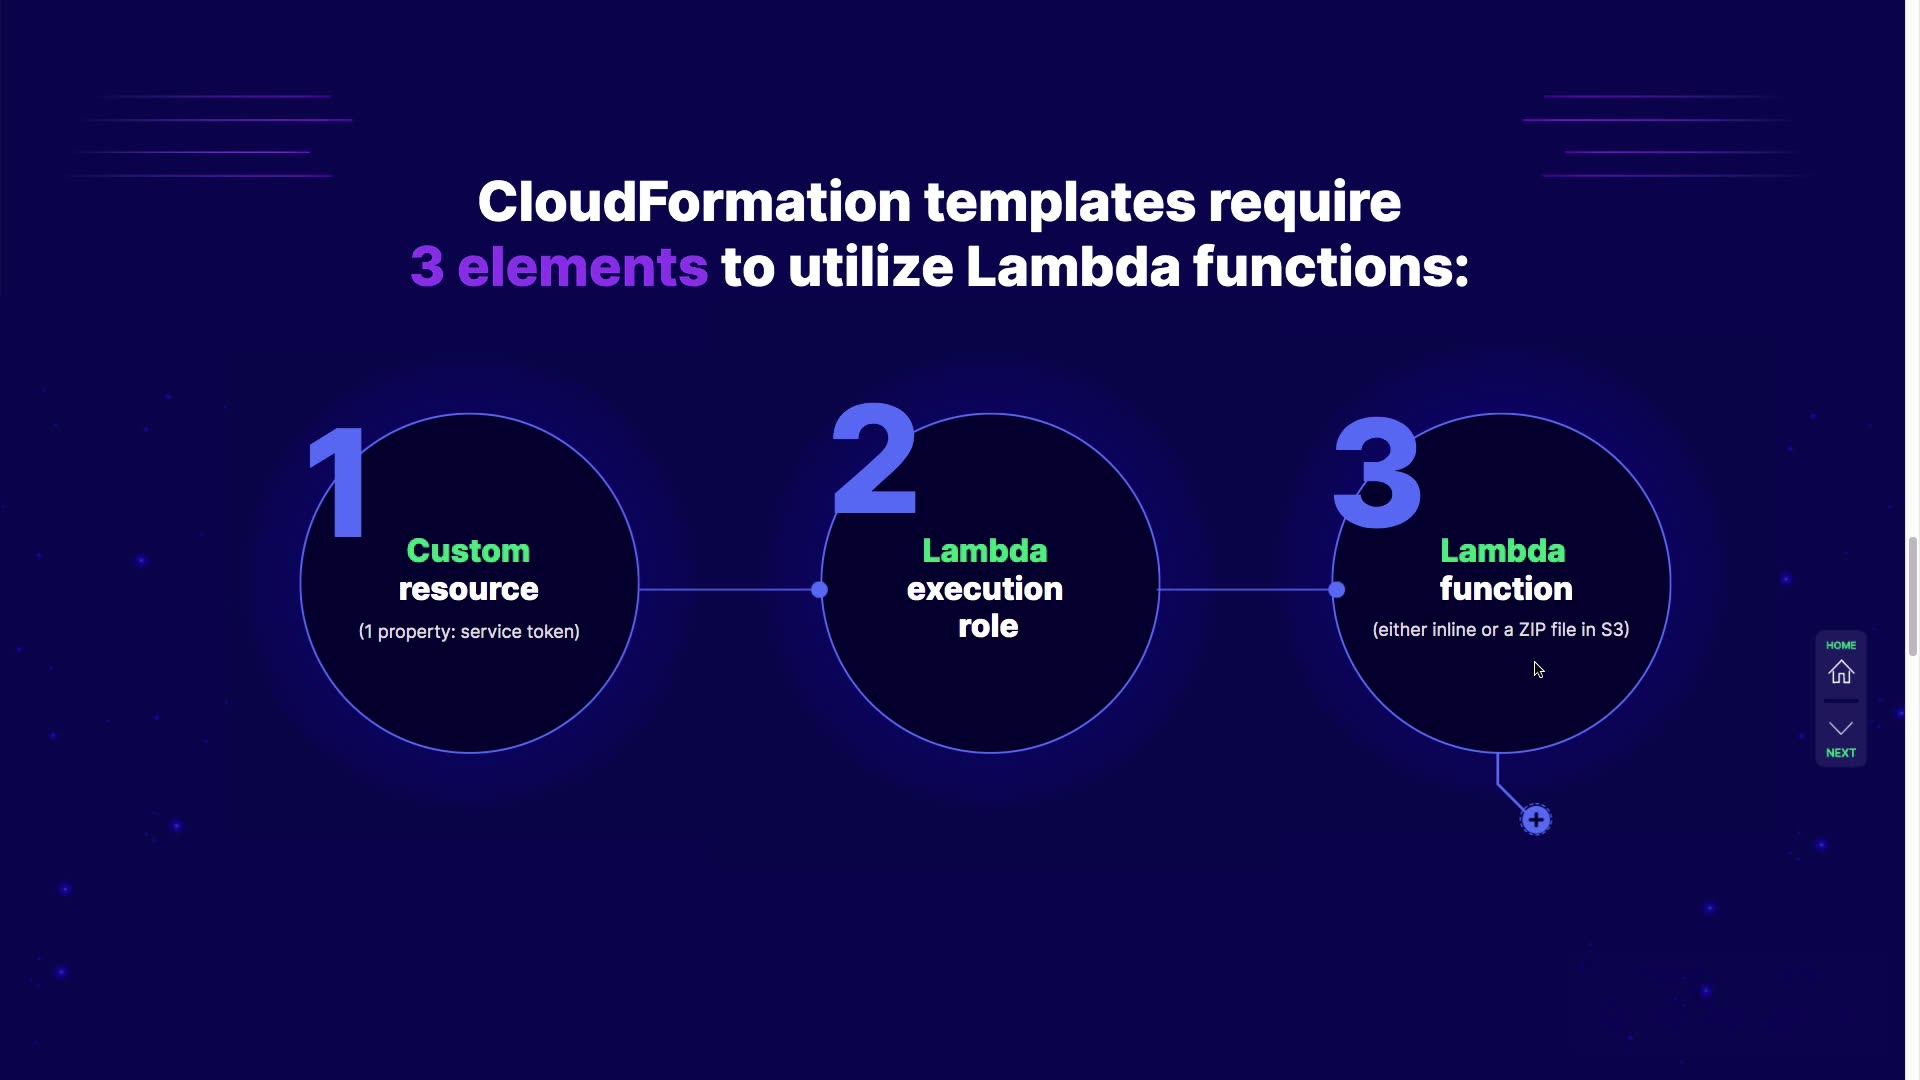 CloudFormation templates require
3 elements to utilize Lambda functions:
1
Custom
resource
(1 property: service token)
2
Lambda
execution
role
3
Lambda
function
(either inline or a ZIP file in S3)
HOME
NEXT